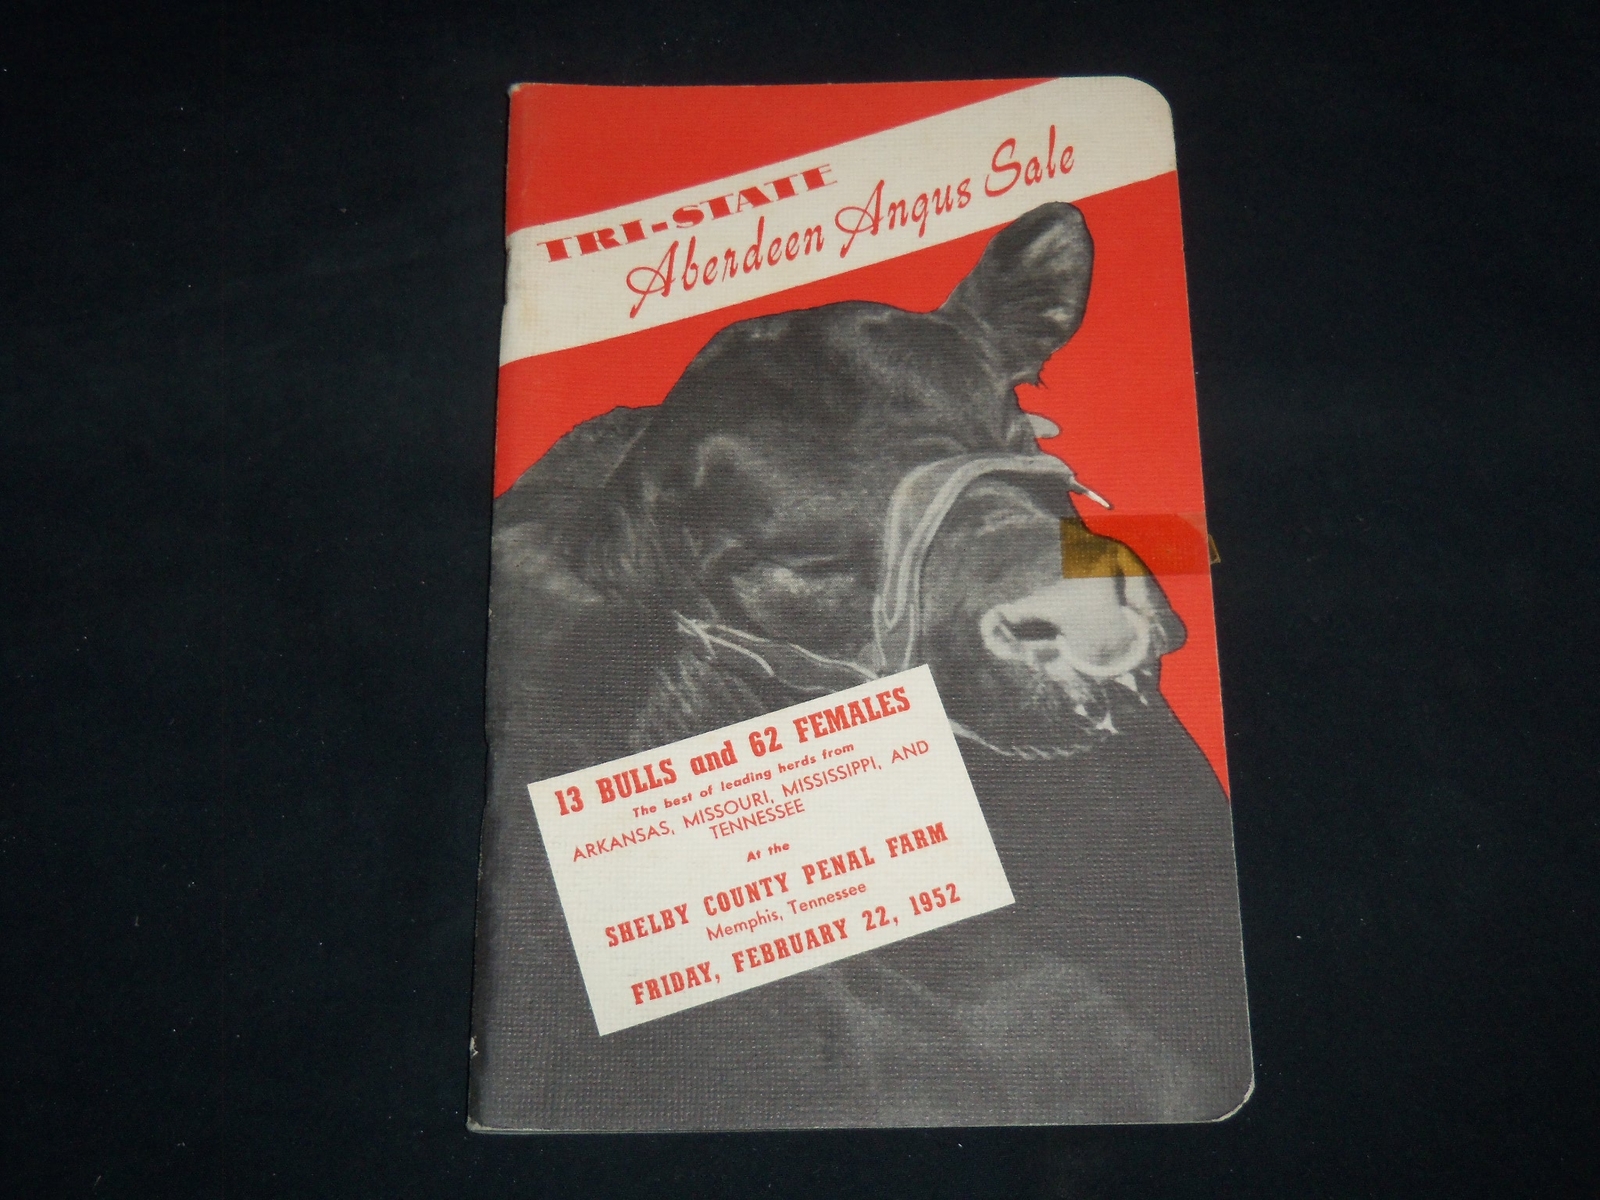 TRI-STATE
Aberdeen Angus Sale
13 BULLS and 62 FEMALES
The best of leading herds from
ARKANSAS, MISSOURI, MISSISSIPPI, AND
TENNESSEE
At the
SHELBY COUNTY PENAL FARM
Memphis, Tennessee
FRIDAY, FEBRUARY 22, 1952